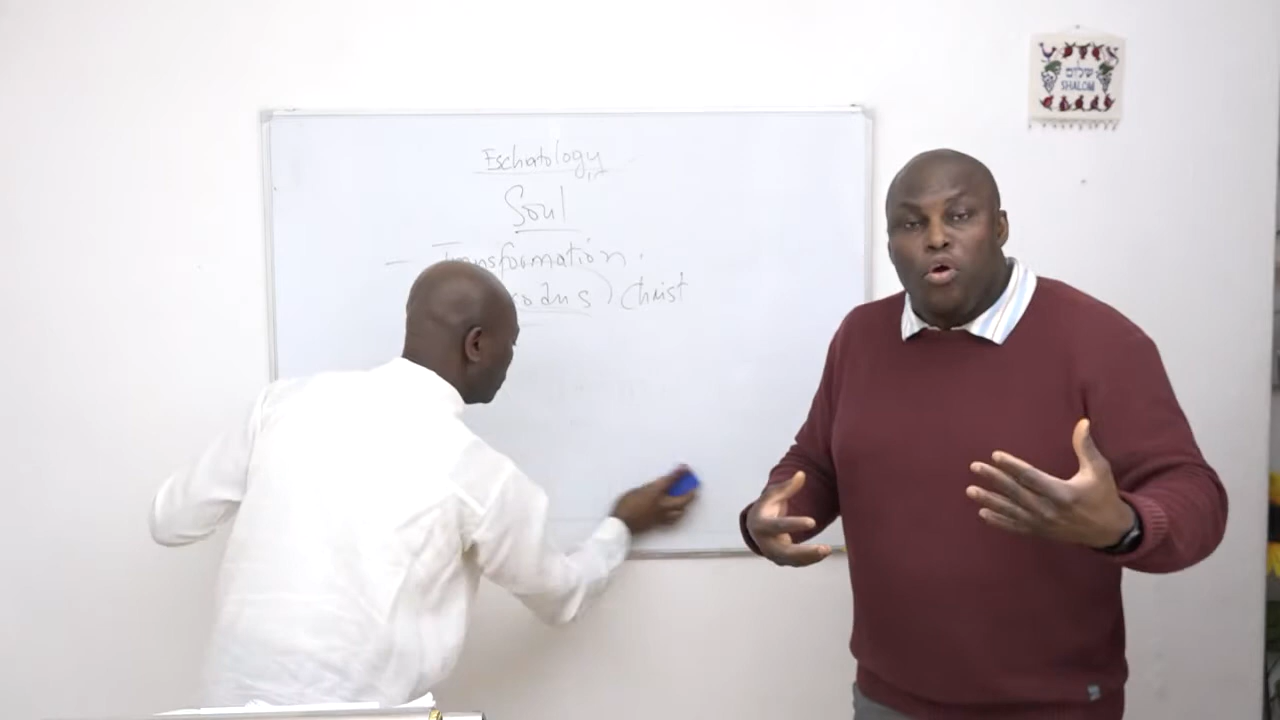 Eschatology
Soul
- Transformation.
Christ
שלום
SHALOM